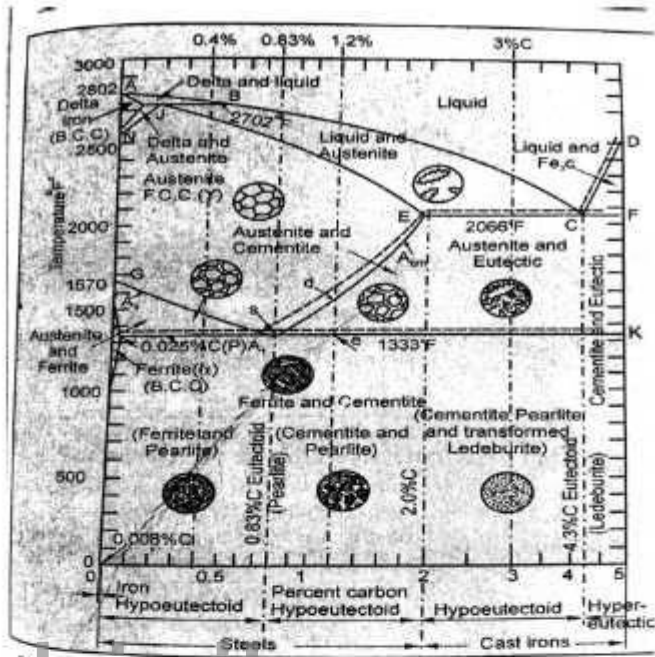 0.4% 0.83% 1.2% 3%C
3000
2802
A
Delta and liquid
B
Delta
iron
(B.C.C)
J
2702°F
Liquid
N
2500
Delta and
Austenite
Liquid and
Austenite
Liquid and
Fe₃c
D
Austenite
F.C.C.(γ)
Temperature°F
2000
E
2066°F
C
F
Austenite and
Cementite
Austenite and
Eutectic
Acm
G
1670
1500
d
s
Austenite
and
Ferrite
0.025%C(P)A₁
e
1333°F
K
Cementite and Eutectic
Ferrite(α)
(B.C.C)
1000
Ferrite and Cementite
(Ferrite and
Pearlite)
(Cementite and
Pearlite)
(Cementite Pearlite
and transformed
Ledeburite)
0.83%C Eutectoid
(Pearlite)
2.0%C
4.3%C Eutectoid
(Ledeburite)
500
0.008%C
0
0 0.5 1 2 3 4 5
Iron
Percent carbon
Hypoeutectoid Hypoeutectoid Hypoeutectoid Hyper-
eutectic
Steels Cast irons